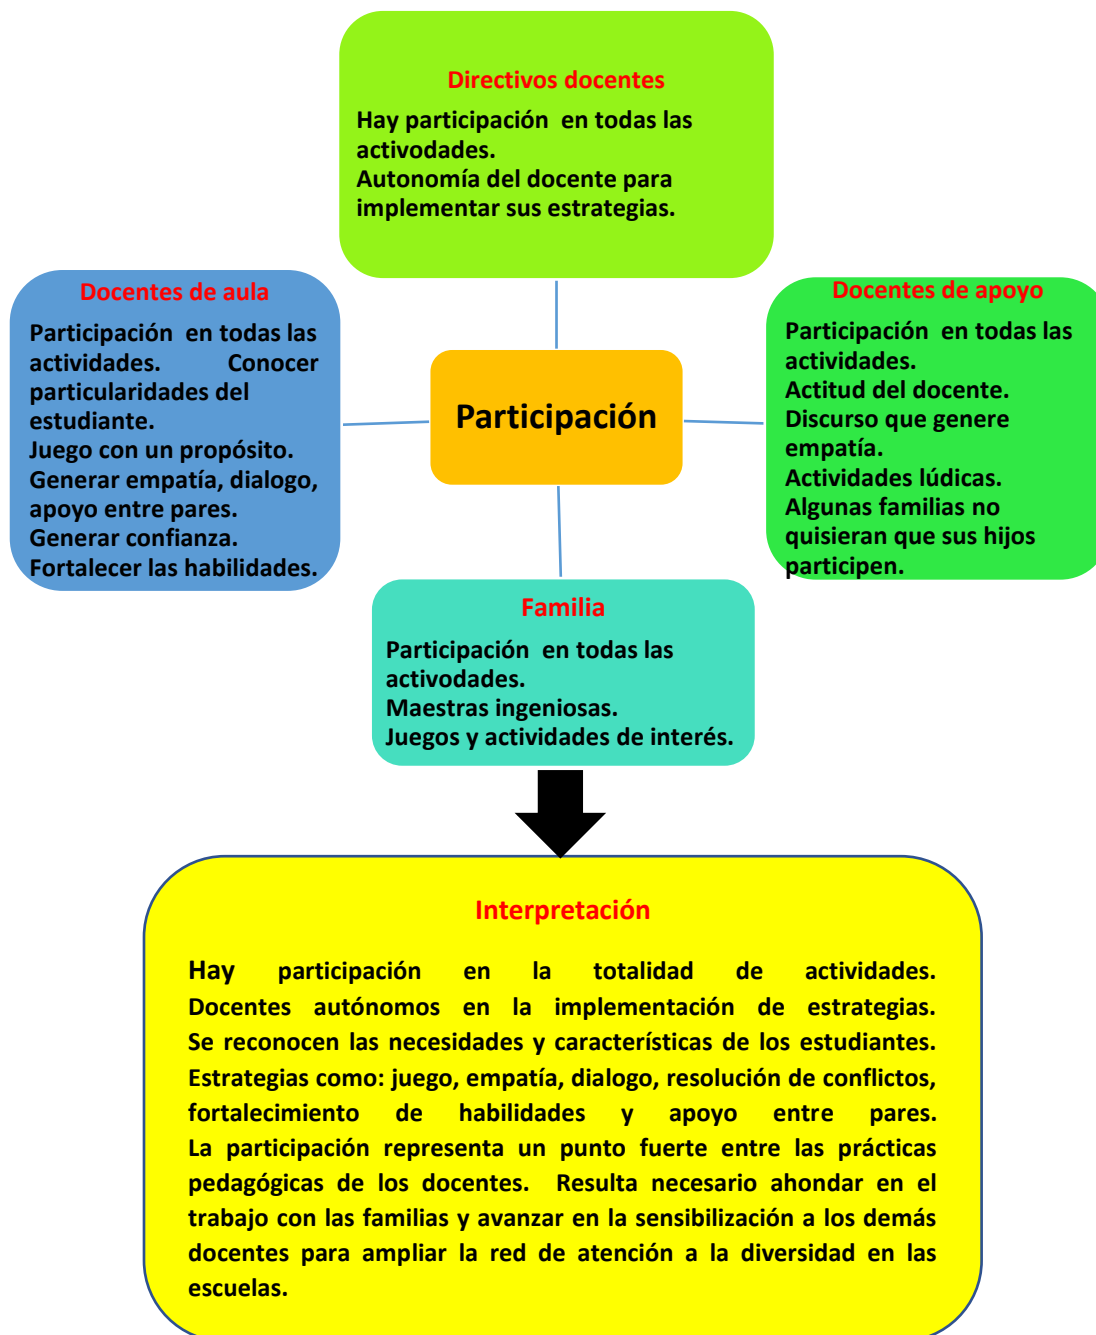 Directivos docentes
Hay participación en todas las
activodades.
Autonomía del docente para
implementar sus estrategias.
Docentes de aula
Participación en todas las
actividades. Conocer
particularidades del
estudiante.
Juego con un propósito.
Generar empatía, dialogo,
apoyo entre pares.
Generar confianza.
Fortalecer las habilidades.
Participación
Docentes de apoyo
Participación en todas las
actividades.
Actitud del docente.
Discurso que genere
empatía.
Actividades lúdicas.
Algunas familias no
quisieran que sus hijos
participen.
Familia
Participación en todas las
activodades.
Maestras ingeniosas.
Juegos y actividades de interés.
Interpretación
Hay participación en la totalidad de actividades.
Docentes autónomos en la implementación de estrategias.
Se reconocen las necesidades y características de los estudiantes.
Estrategias como: juego, empatía, dialogo, resolución de conflictos,
fortalecimiento de habilidades y apoyo entre pares.
La participación representa un punto fuerte entre las prácticas
pedagógicas de los docentes. Resulta necesario ahondar en el
trabajo con las familias y avanzar en la sensibilización a los demás
docentes para ampliar la red de atención a la diversidad en las
escuelas.